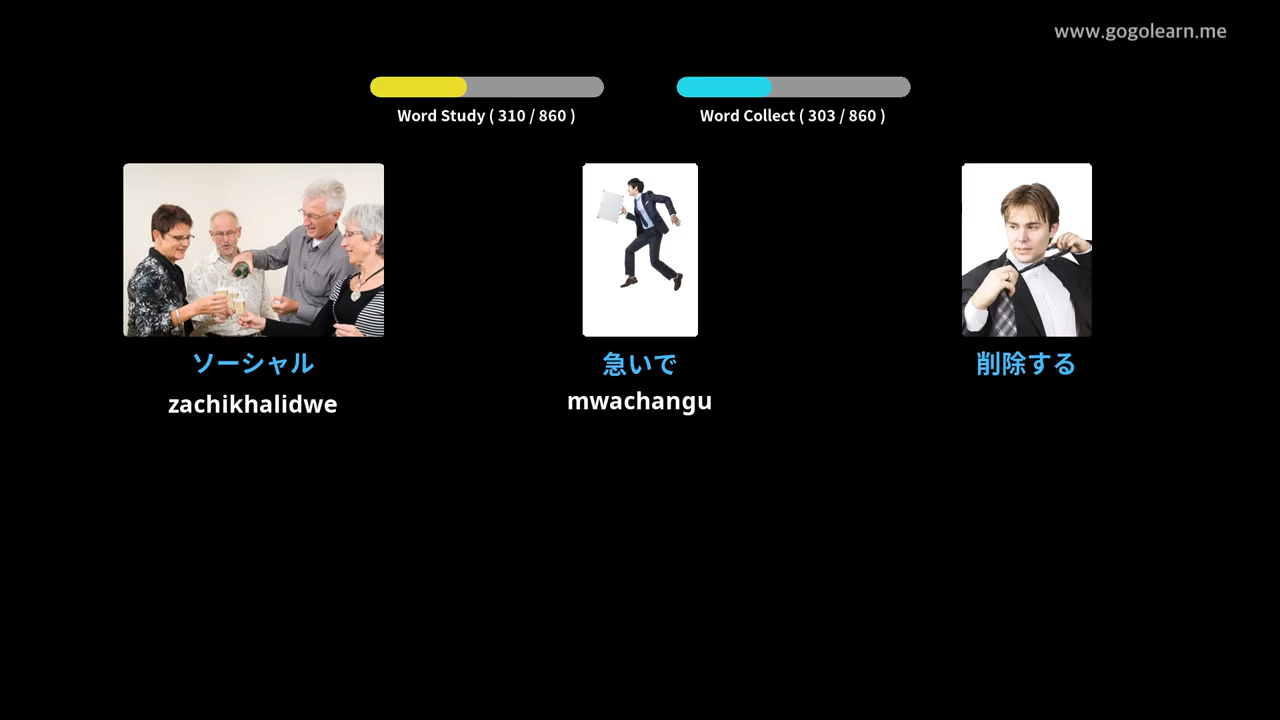 www.gogolearn.me
Word Study ( 310 / 860 )
Word Collect ( 303 / 860 )
ソーシャル
急いで
削除する
zachikhalidwe
mwachangu